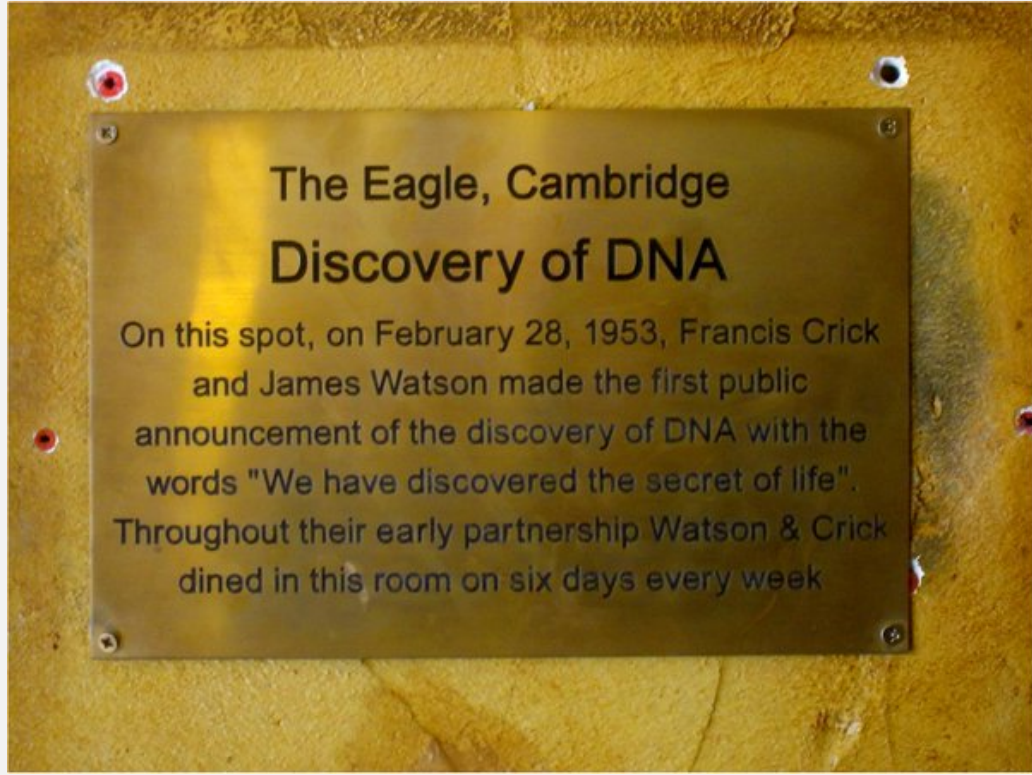 The Eagle, Cambridge
Discovery of DNA
On this spot, on February 28, 1953, Francis Crick
and James Watson made the first public
announcement of the discovery of DNA with the
words "We have discovered the secret of life".
Throughout their early partnership Watson & Crick
dined in this room on six days every week